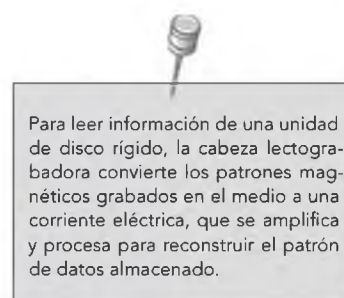 Para leer información de una unidad
de disco rígido, la cabeza lectogra-
badora convierte los patrones mag-
néticos grabados en el medio a una
corriente eléctrica, que se amplifica
y procesa para reconstruir el patrón
de datos almacenado.